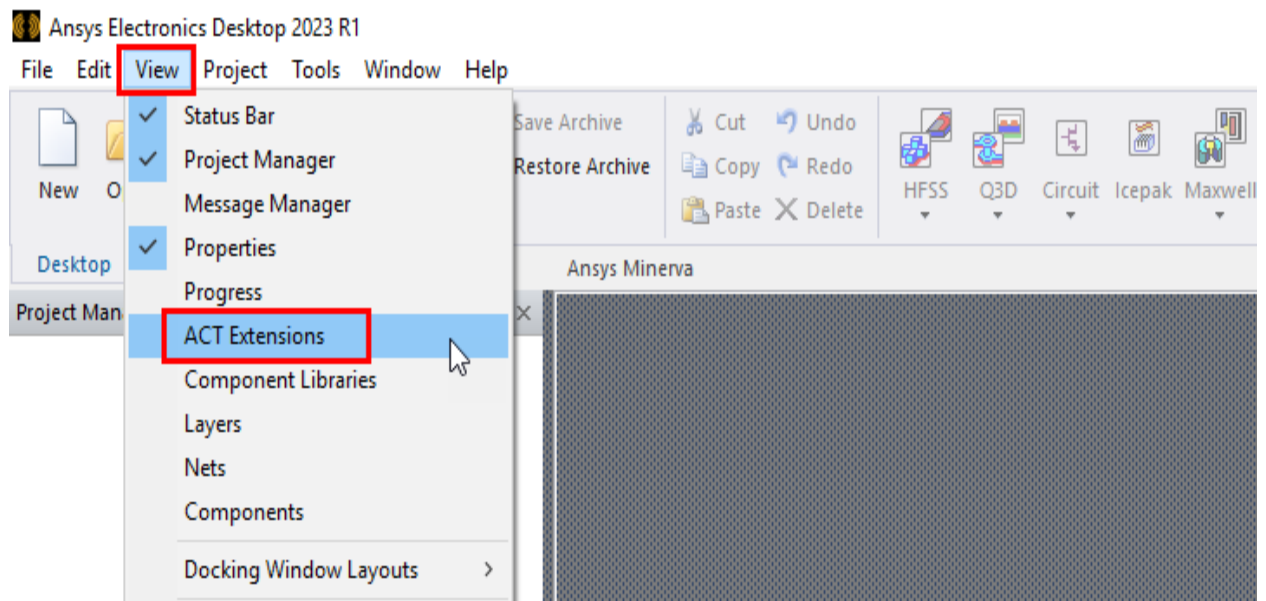 Ansys Electronics Desktop 2023 R1
File Edit View Project Tools Window Help
New
Save Archive
Restore Archive
Cut Undo
Copy Redo
Paste Delete
HFSS Q3D Circuit Icepak Maxwell
Desktop
Ansys Minerva
Status Bar
Project Manager
Message Manager
Properties
Progress
ACT Extensions
Component Libraries
Layers
Nets
Components
Docking Window Layouts
Project Man